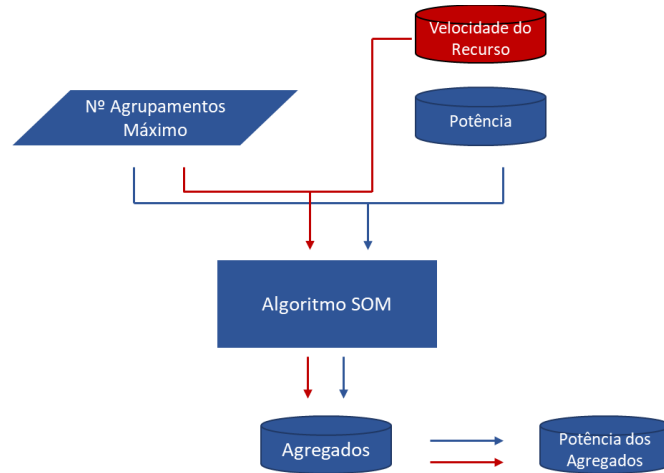 Velocidade do
Recurso
Nº Agrupamentos
Máximo
Potência
Algoritmo SOM
Agregados
Potência dos
Agregados